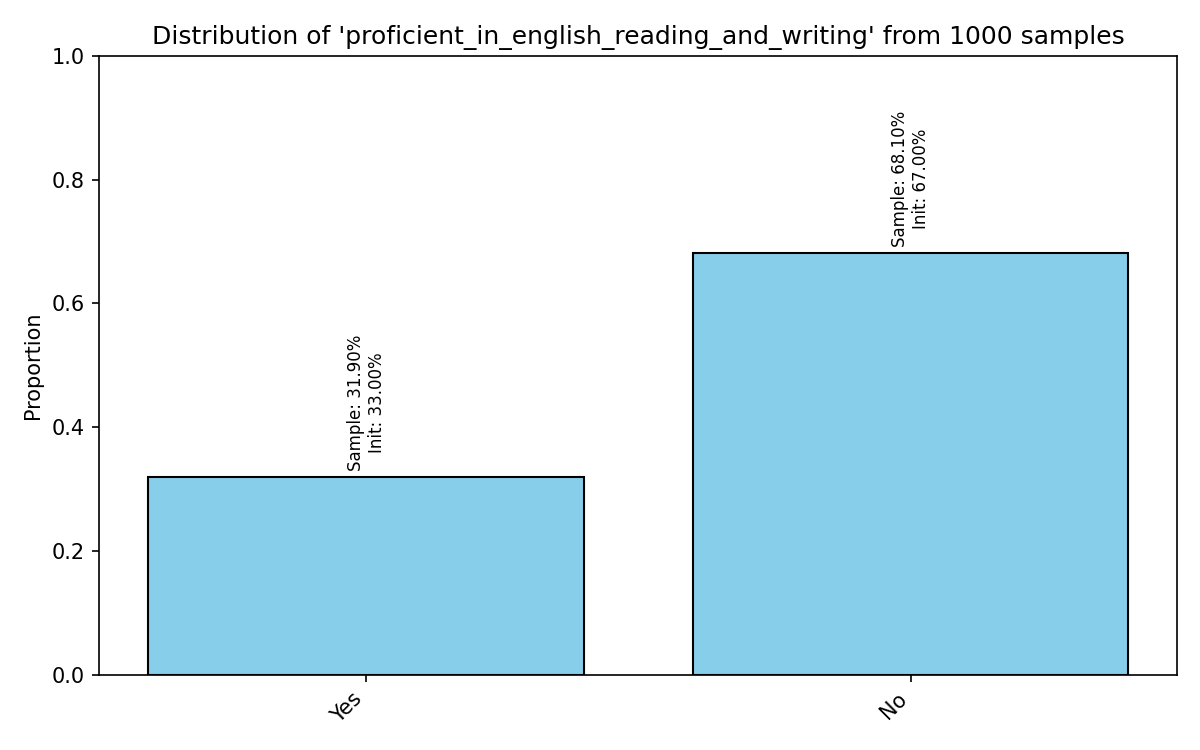 Distribution of 'proficient_in_english_reading_and_writing' from 1000 samples
1.0
0.8
0.6
0.4
0.2
0.0
Proportion
Sample: 31.90%
Init: 33.00%
Sample: 68.10%
Init: 67.00%
Yes
No